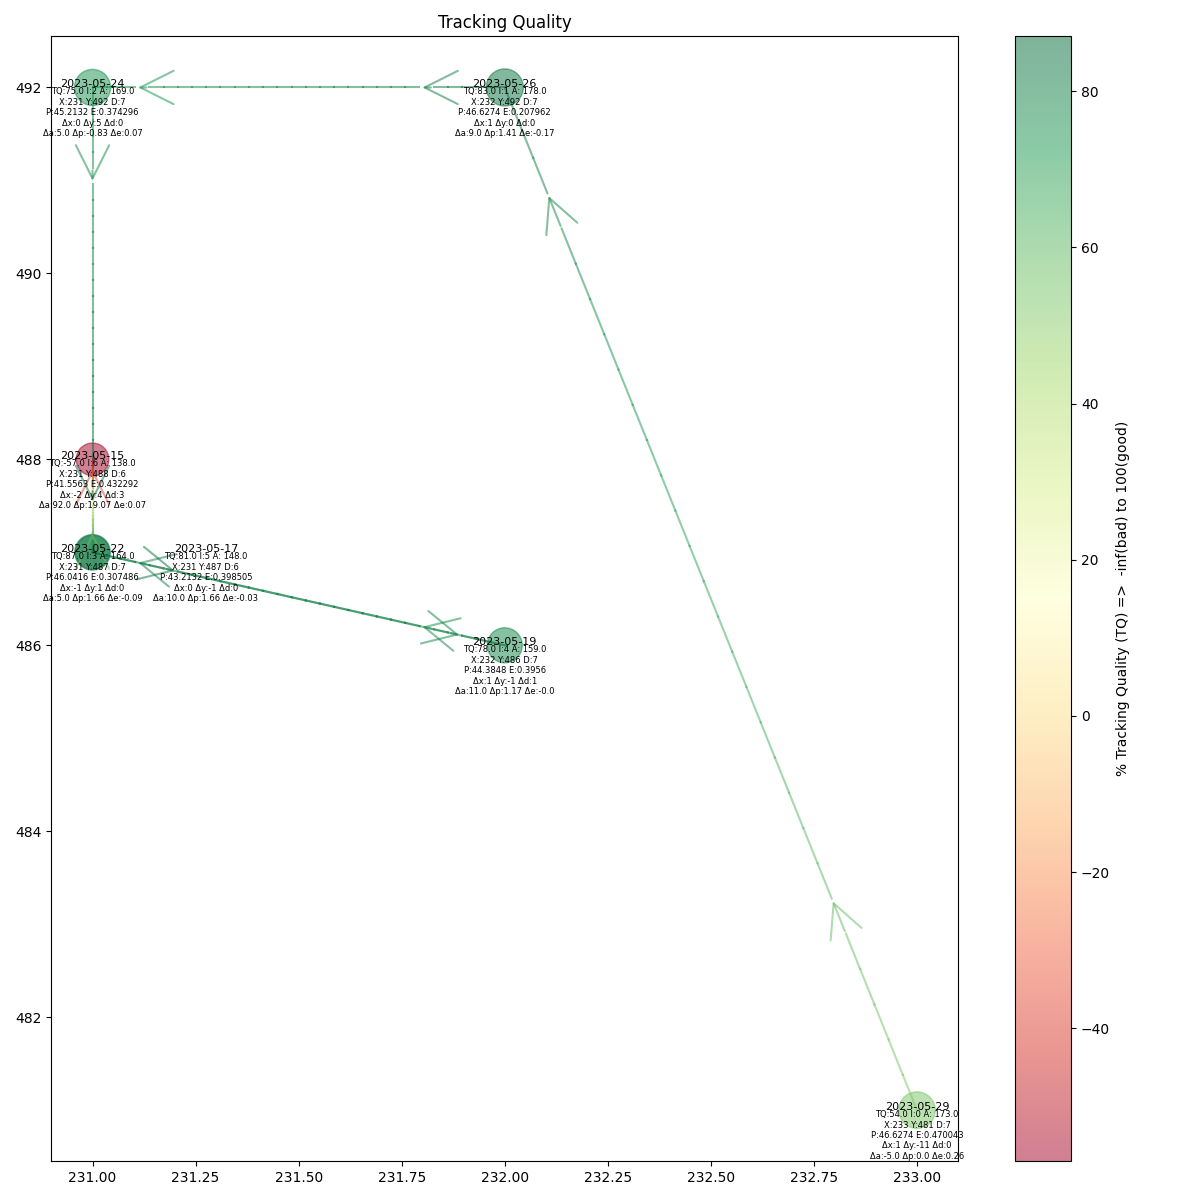 Tracking Quality
492
490
488
486
484
482
231.00
231.25
231.50
231.75
232.00
232.25
232.50
232.75
233.00
2023-05-24
TQ:75.0 I:2 A: 169.0
X:231 Y:492 D:7
P:45.2132 E:0.374296
Δx:0 Δy:5 Δd:0
Δa:5.0 Δp:-0.83 Δe:0.07
2023-05-26
TQ:83.0 I:1 A: 178.0
X:232 Y:492 D:7
P:46.6274 E:0.207962
Δx:1 Δy:0 Δd:0
Δa:9.0 Δp:1.41 Δe:-0.17
2023-05-15
TQ:-57.0 I:6 A: 138.0
X:231 Y:488 D:6
P:41.5563 E:0.432292
Δx:-2 Δy:4 Δd:3
Δa:92.0 Δp:19.07 Δe:0.07
2023-05-22
TQ:87.0 I:3 A: 164.0
X:231 Y:487 D:7
P:46.0416 E:0.307486
Δx:-1 Δy:1 Δd:0
Δa:5.0 Δp:1.66 Δe:-0.09
2023-05-17
TQ:81.0 I:5 A: 148.0
X:231 Y:487 D:6
P:43.2132 E:0.398505
Δx:0 Δy:-1 Δd:0
Δa:10.0 Δp:1.66 Δe:-0.03
2023-05-19
TQ:78.0 I:4 A: 159.0
X:232 Y:486 D:7
P:44.3848 E:0.3956
Δx:1 Δy:-1 Δd:1
Δa:11.0 Δp:1.17 Δe:-0.0
2023-05-29
TQ:54.0 I:0 A: 173.0
X:233 Y:481 D:7
P:46.6274 E:0.470043
Δx:1 Δy:-11 Δd:0
Δa:-5.0 Δp:0.0 Δe:0.26
80
60
40
20
0
−20
−40
% Tracking Quality (TQ) => -inf(bad) to 100(good)